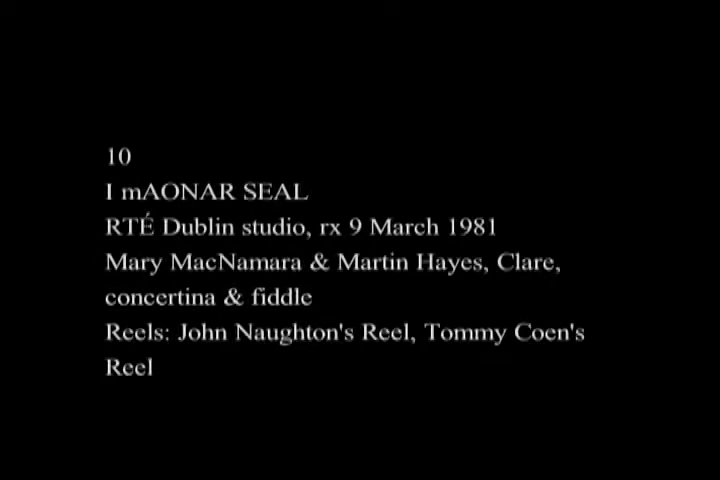 10
I mAONAR SEAL
RTÉ Dublin studio, rx 9 March 1981
Mary MacNamara & Martin Hayes, Clare,
concertina & fiddle
Reels: John Naughton's Reel, Tommy Coen's
Reel